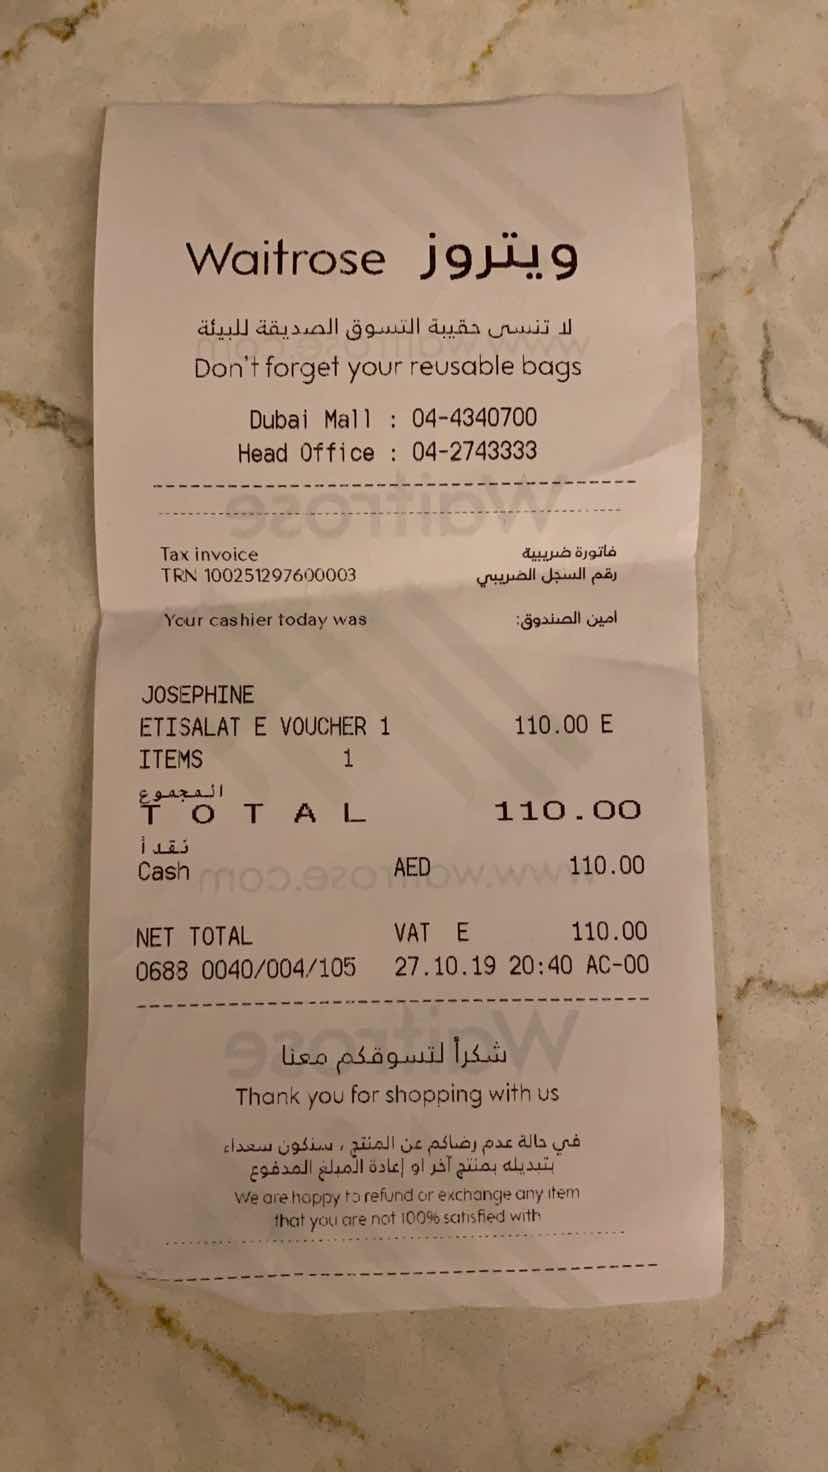 Waitrose ويتروز
لا تنسى حقيبة التسوق الصديقة للبيئة
Don't forget your reusable bags
Dubai Mall : 04-4340700
Head Office : 04-2743333
Tax invoice فاتورة ضريبية
TRN 100251297600003 رقم السجل الضريبي
Your cashier today was امين الصندوق:
JOSEPHINE
ETISALAT E VOUCHER 1 110.00 E
ITEMS 1
المجموع
TOTAL 110.00
نقداً
Cash AED 110.00
NET TOTAL VAT E 110.00
0688 0040/004/105 27.10.19 20:40 AC-00
شكراً لتسوقكم معنا
Thank you for shopping with us
في حالة عدم رضاكم عن المنتج ، سنكون سعداء
بتبديله بمنتج آخر او إعادة المبلغ المدفوع
We are happy to refund or exchange any item
that you are not 100% satisfied with